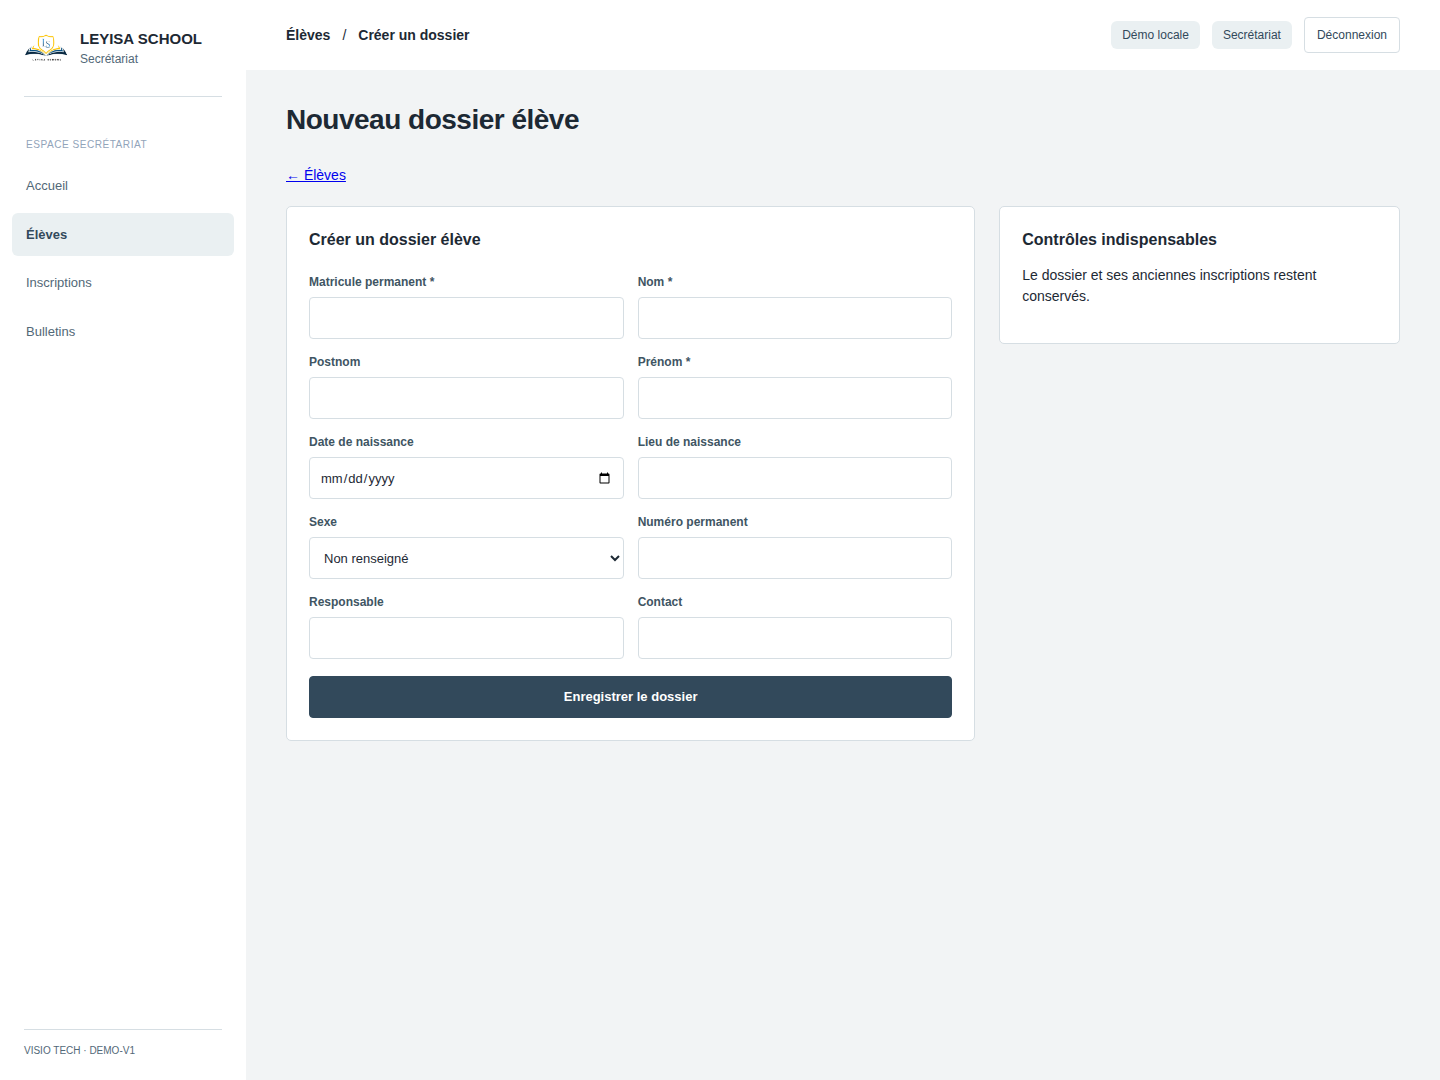 LEYISA SCHOOL
Secrétariat
ESPACE SECRÉTARIAT
Accueil
Élèves
Inscriptions
Bulletins
VISIO TECH · DEMO-V1
Élèves / Créer un dossier
Démo locale
Secrétariat
Déconnexion
Nouveau dossier élève
← Élèves
Créer un dossier élève
Matricule permanent *
Nom *
Postnom
Prénom *
Date de naissance
Lieu de naissance
mm/dd/yyyy
Sexe
Numéro permanent
Non renseigné
Responsable
Contact
Enregistrer le dossier
Contrôles indispensables
Le dossier et ses anciennes inscriptions restent
conservés.